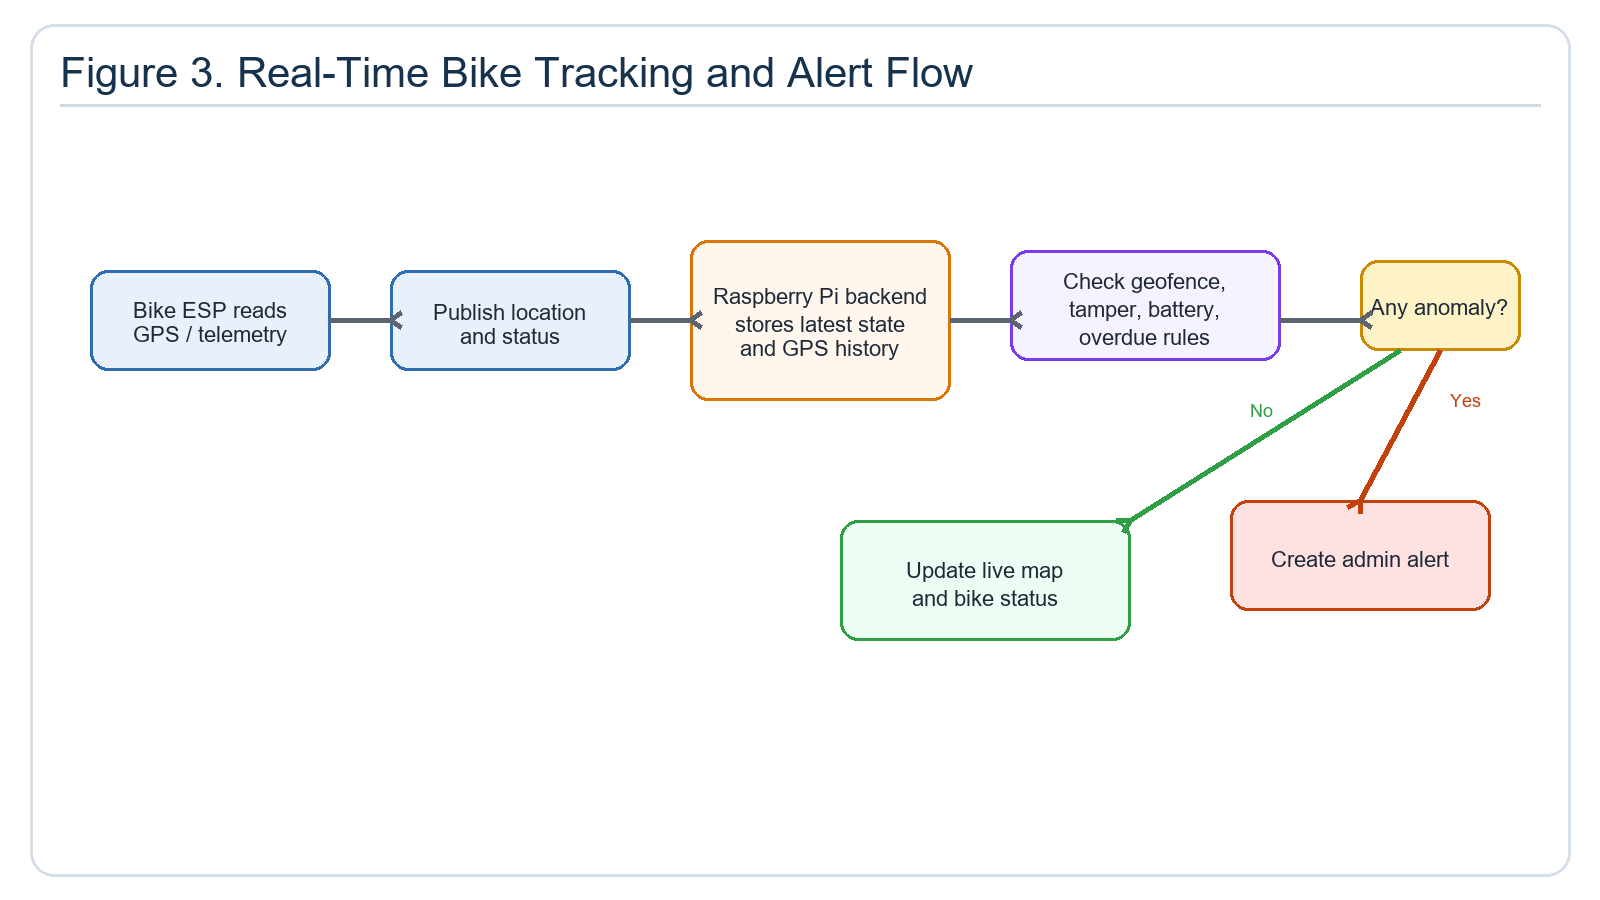 Figure 3. Real-Time Bike Tracking and Alert Flow
Bike ESP reads
GPS / telemetry
Publish location
and status
Raspberry Pi backend
stores latest state
and GPS history
Check geofence,
tamper, battery,
overdue rules
Any anomaly?
No
Yes
Update live map
and bike status
Create admin alert